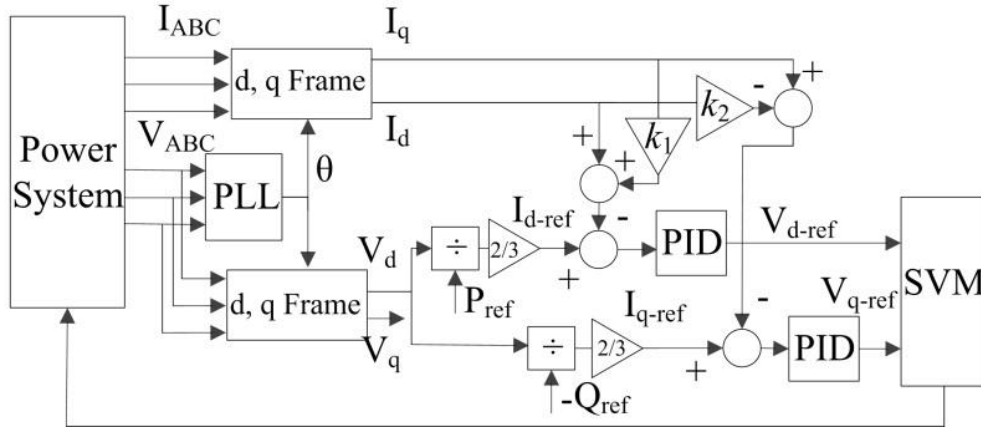 I_ABC
I_q
d, q Frame
+
-
k_2
I_d
V_ABC
Power
System
θ
+
+
k_1
PLL
-
I_d-ref
PID
V_d-ref
V_d
÷
2/3
+
SVM
d, q Frame
P_ref
I_q-ref
-
V_q-ref
V_q
÷
2/3
+
PID
-Q_ref